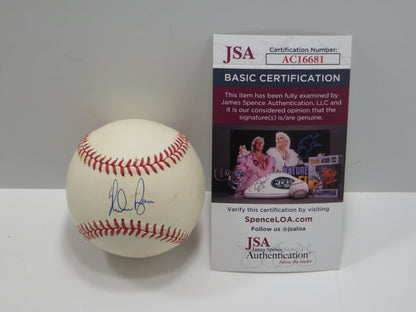 JSA
Certification Number:
AC16681
BASIC CERTIFICATION
This item has been fully examined by
James Spence Authentication, LLC and
it is our considered opinion that the
signature(s) is/are genuine.
Verify this certification by visiting
SpenceLOA.com
Follow us @jsaloa
JSA
James Spence
Authentication